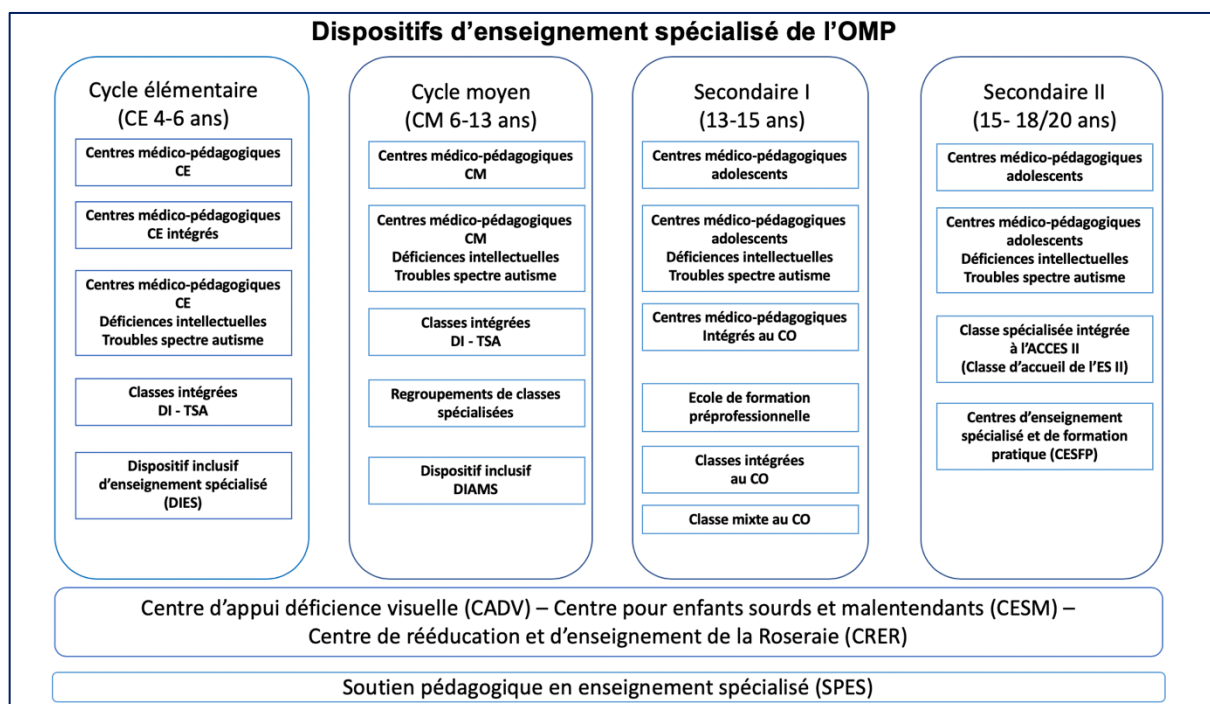 Dispositifs d'enseignement spécialisé de l'OMP
Cycle élémentaire
(CE 4-6 ans)
Centres médico-pédagogiques
CE
Centres médico-pédagogiques
CE intégrés
Centres médico-pédagogiques
CE
Déficiences intellectuelles
Troubles spectre autisme
Classes intégrées
DI - TSA
Dispositif inclusif
d'enseignement spécialisé
(DIES)
Cycle moyen
(CM 6-13 ans)
Centres médico-pédagogiques
CM
Centres médico-pédagogiques
CM
Déficiences intellectuelles
Troubles spectre autisme
Classes intégrées
DI - TSA
Regroupements de classes
spécialisées
Dispositif inclusif
DIAMS
Secondaire I
(13-15 ans)
Centres médico-pédagogiques
adolescents
Centres médico-pédagogiques
adolescents
Déficiences intellectuelles
Troubles spectre autisme
Centres médico-pédagogiques
Intégrés au CO
Ecole de formation
préprofessionnelle
Classes intégrées
au CO
Classe mixte au CO
Secondaire II
(15- 18/20 ans)
Centres médico-pédagogiques
adolescents
Centres médico-pédagogiques
adolescents
Déficiences intellectuelles
Troubles spectre autisme
Classe spécialisée intégrée
à l'ACCES II
(Classe d'accueil de l'ES II)
Centres d'enseignement
spécialisé et de formation
pratique (CESFP)
Centre d'appui déficience visuelle (CADV) – Centre pour enfants sourds et malentendants (CESM) –
Centre de rééducation et d'enseignement de la Roseraie (CRER)
Soutien pédagogique en enseignement spécialisé (SPES)